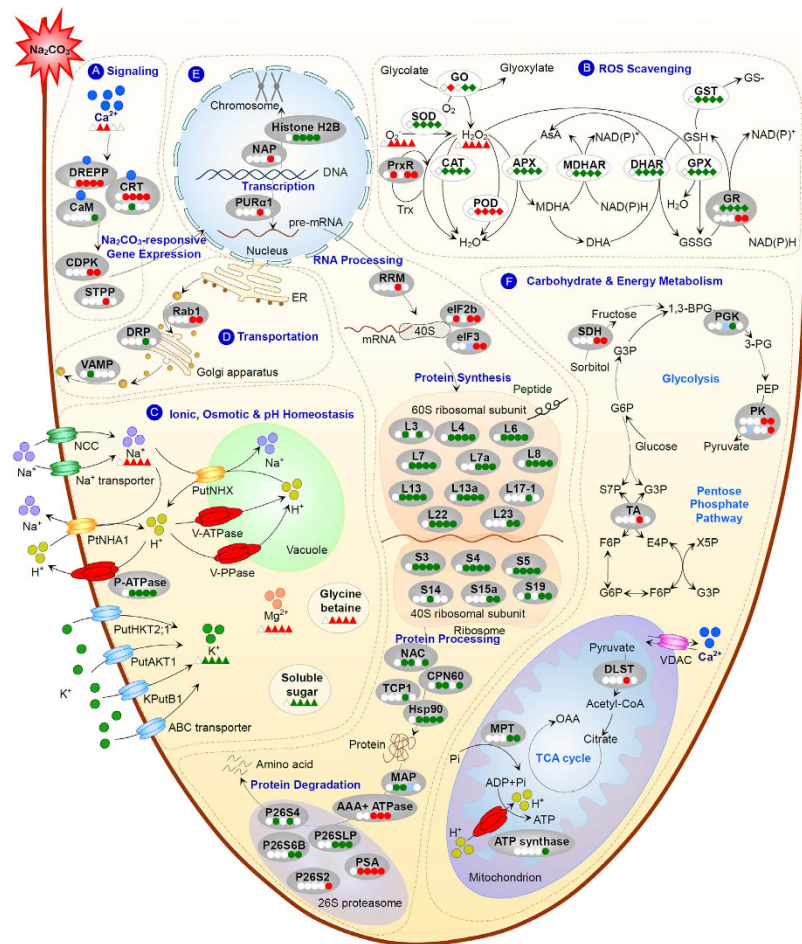 Na₂CO₃
A Signaling
Ca²⁺
DREPP
CRT
CaM
CDPK
STPP
Na₂CO₃-responsive
Gene Expression
E
Chromosome
Histone H2B
NAP
DNA
Transcription
PURα1
pre-mRNA
Nucleus
ER
RNA Processing
RRM
eIF2b
mRNA
40S
eIF3
B ROS Scavenging
Glycolate
GO
Glyoxylate
O₂
GST
GS-
SOD
O₂⁻
H₂O₂
AsA
NAD(P)⁺
GSH
NAD(P)⁺
PrxR
CAT
APX
MDHAR
DHAR
GPX
Trx
POD
MDHA
NAD(P)H
H₂O
GR
H₂O
DHA
GSSG
NAD(P)H
D Transportation
Rab1
DRP
VAMP
Golgi apparatus
F Carbohydrate & Energy Metabolism
Fructose
1,3-BPG
PGK
SDH
3-PG
Sorbitol
G3P
Glycolysis
PEP
G6P
PK
Glucose
Pyruvate
S7P
G3P
Pentose
Phosphate
Pathway
TA
F6P
E4P
X5P
G6P
F6P
G3P
Protein Synthesis
Peptide
60S ribosomal subunit
L3
L4
L6
L7
L7a
L8
L13
L13a
L17-1
L22
L23
S3
S4
S5
S14
S15a
S19
40S ribosomal subunit
Ribosome
C Ionic, Osmotic & pH Homeostasis
NCC
Na⁺
Na⁺
Na⁺
Na⁺ transporter
PutNHX
Na⁺
PtNHA1
H⁺
V-ATPase
H⁺
H⁺
V-PPase
Vacuole
P-ATPase
Mg²⁺
Glycine
betaine
PutHKT2;1
K⁺
PutAKT1
K⁺
KPutB1
Soluble
sugar
ABC transporter
Protein Processing
NAC
CPN60
TCP1
Hsp90
Protein
Amino acid
Protein Degradation
MAP
AAA+ ATPase
P26S4
P26SLP
P26S6B
PSA
P26S2
26S proteasome
Pyruvate
VDAC
Ca²⁺
DLST
Acetyl-CoA
MPT
OAA
Citrate
Pi
TCA cycle
ADP+Pi
H⁺
ATP
H⁺
ATP synthase
Mitochondrion